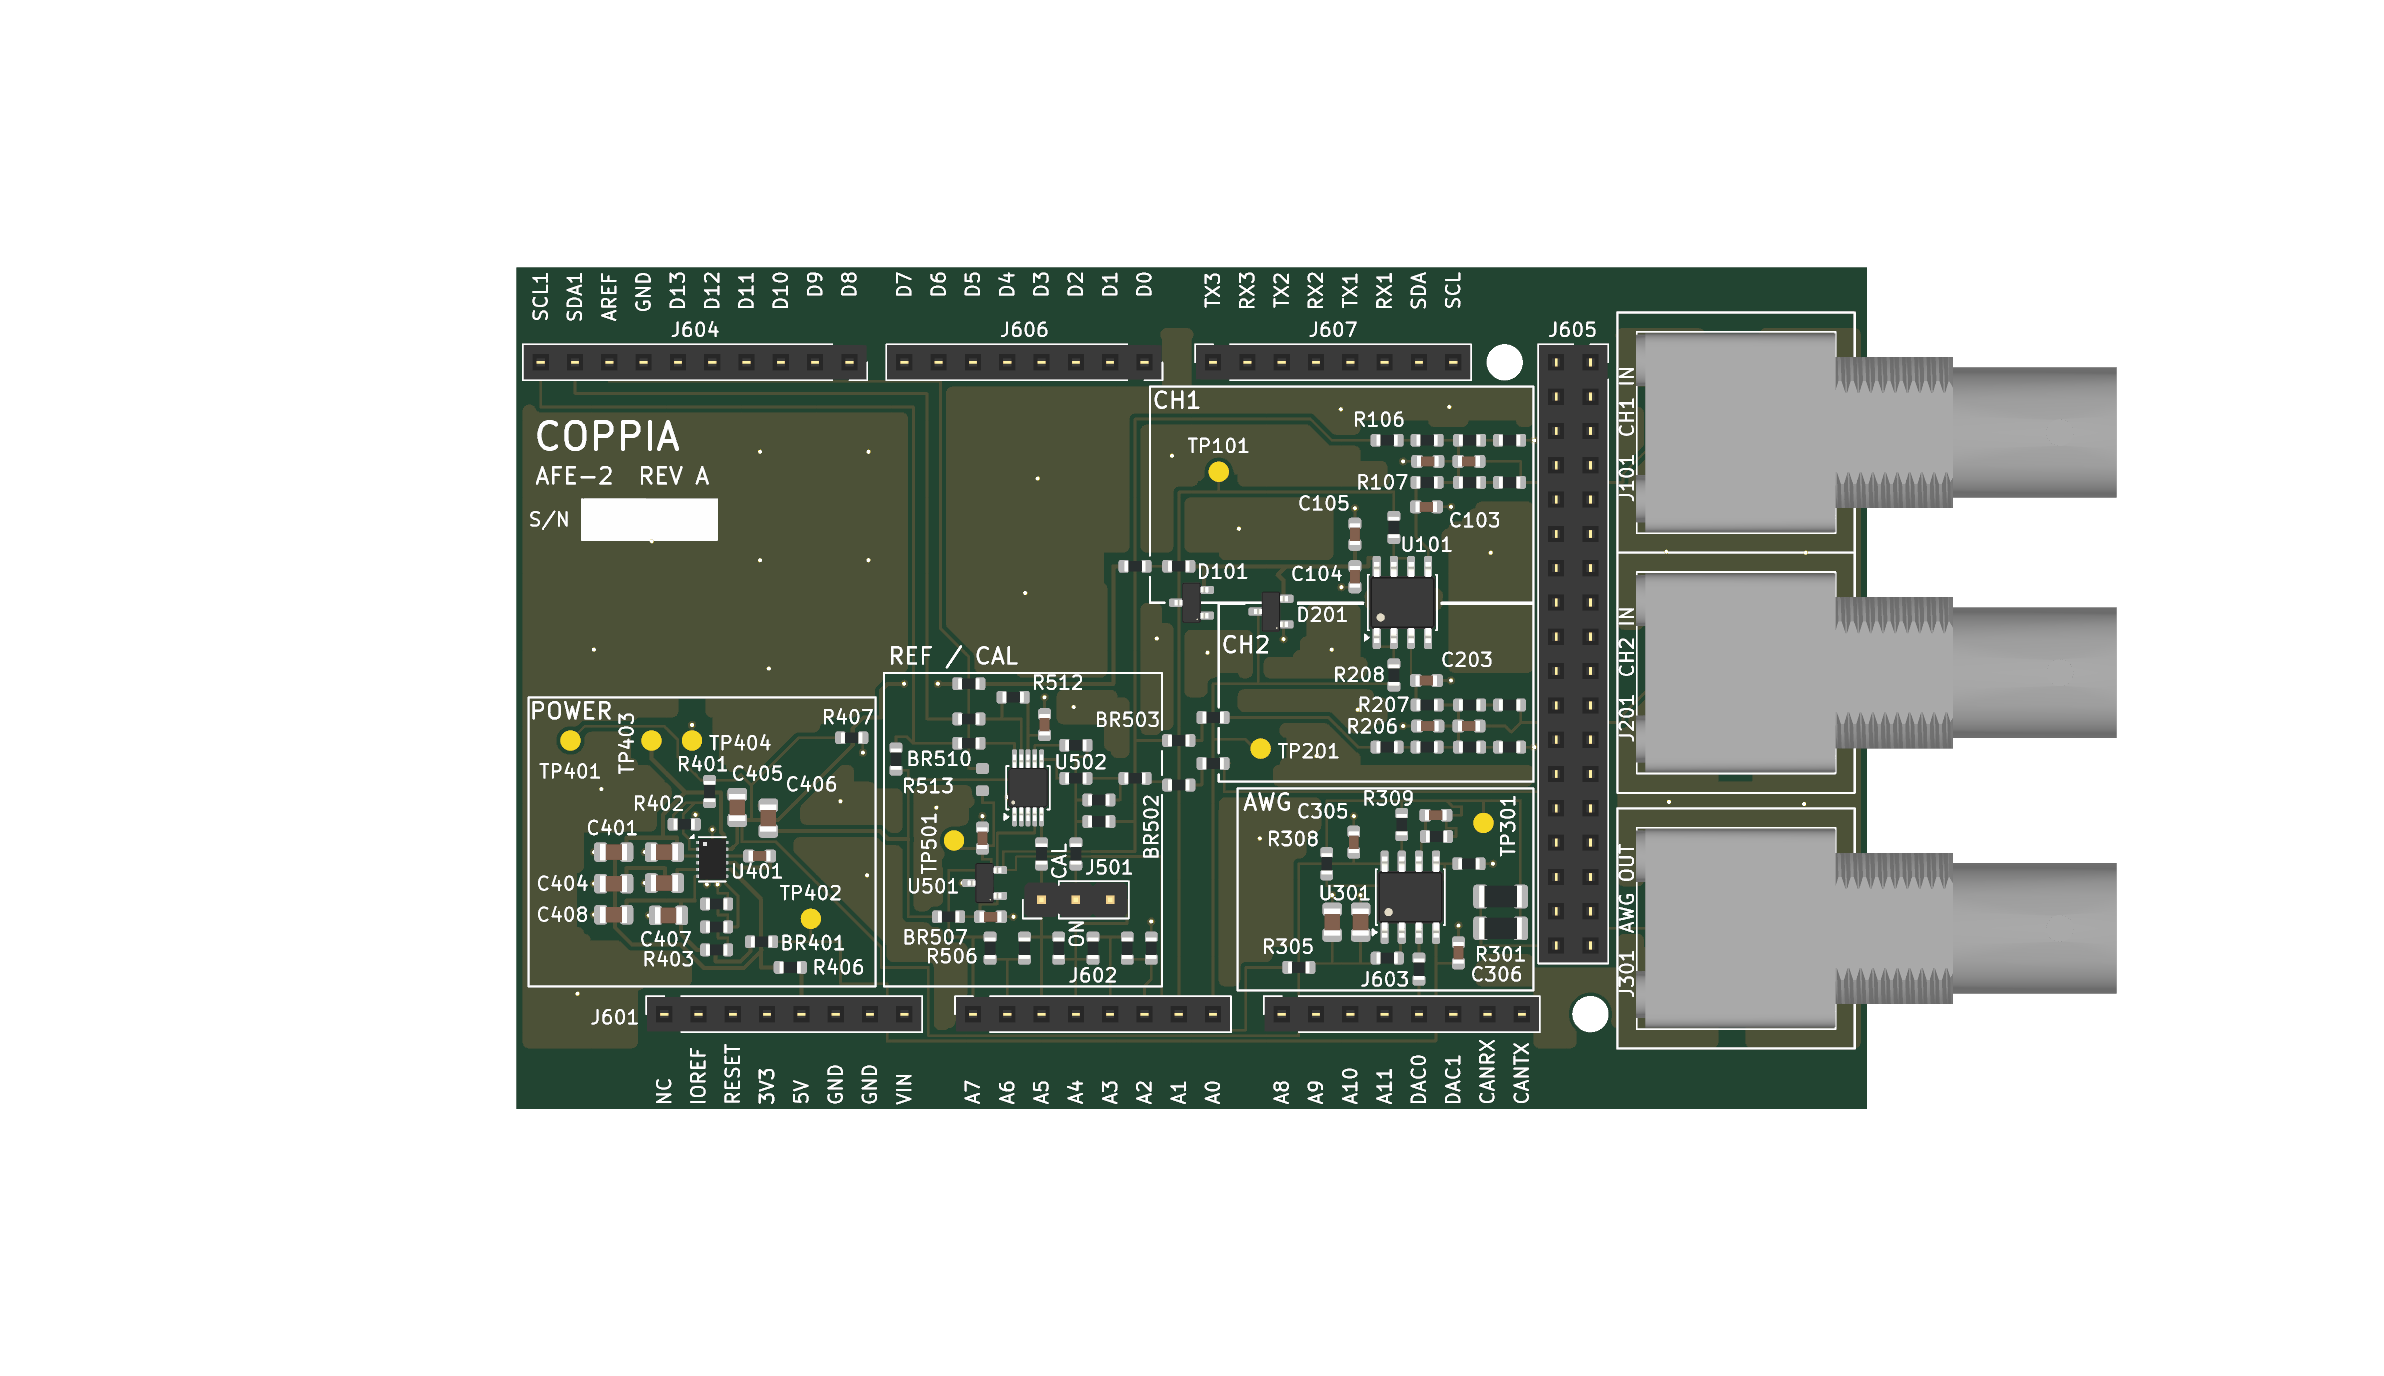 SCL1
SDA1
AREF
GND
D13
D12
D11
D10
D9
D8
D7
D6
D5
D4
D3
D2
D1
D0
TX3
RX3
TX2
RX2
TX1
RX1
SDA
SCL
J604
J606
J607
J605
COPPIA
AFE-2 REV A
S/N
CH1
TP101
R106
R107
C105
C103
U101
D101
C104
D201
CH2
R208
C203
R207
R206
TP201
J101 CH1 IN
J201 CH2 IN
J301 AWG OUT
REF / CAL
R512
BR503
BR510
U502
R513
TP501
BR502
CAL
J501
U501
ON
BR507
R506
J602
POWER
TP403
R407
TP404
TP401
R401
C405
C406
R402
C401
U401
C404
TP402
C408
C407
BR401
R403
R406
AWG
C305
R309
TP301
R308
U301
R305
R301
J603
C306
J601
NC
IOREF
RESET
3V3
5V
GND
GND
VIN
A7
A6
A5
A4
A3
A2
A1
A0
A8
A9
A10
A11
DAC0
DAC1
CANRX
CANTX